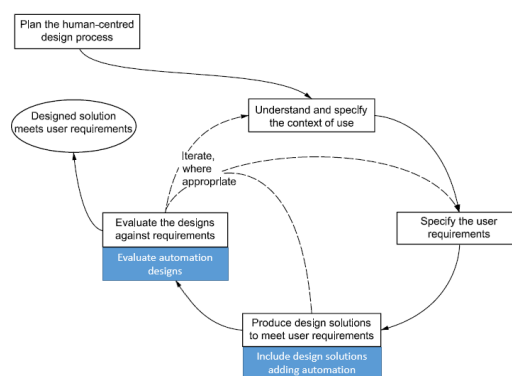 Plan the human-centred
design process
Designed solution
meets user requirements
Understand and specify
the context of use
Iterate,
where
appropriate
Evaluate the designs
against requirements
Evaluate automation
designs
Specify the user
requirements
Produce design solutions
to meet user requirements
Include design solutions
adding automation